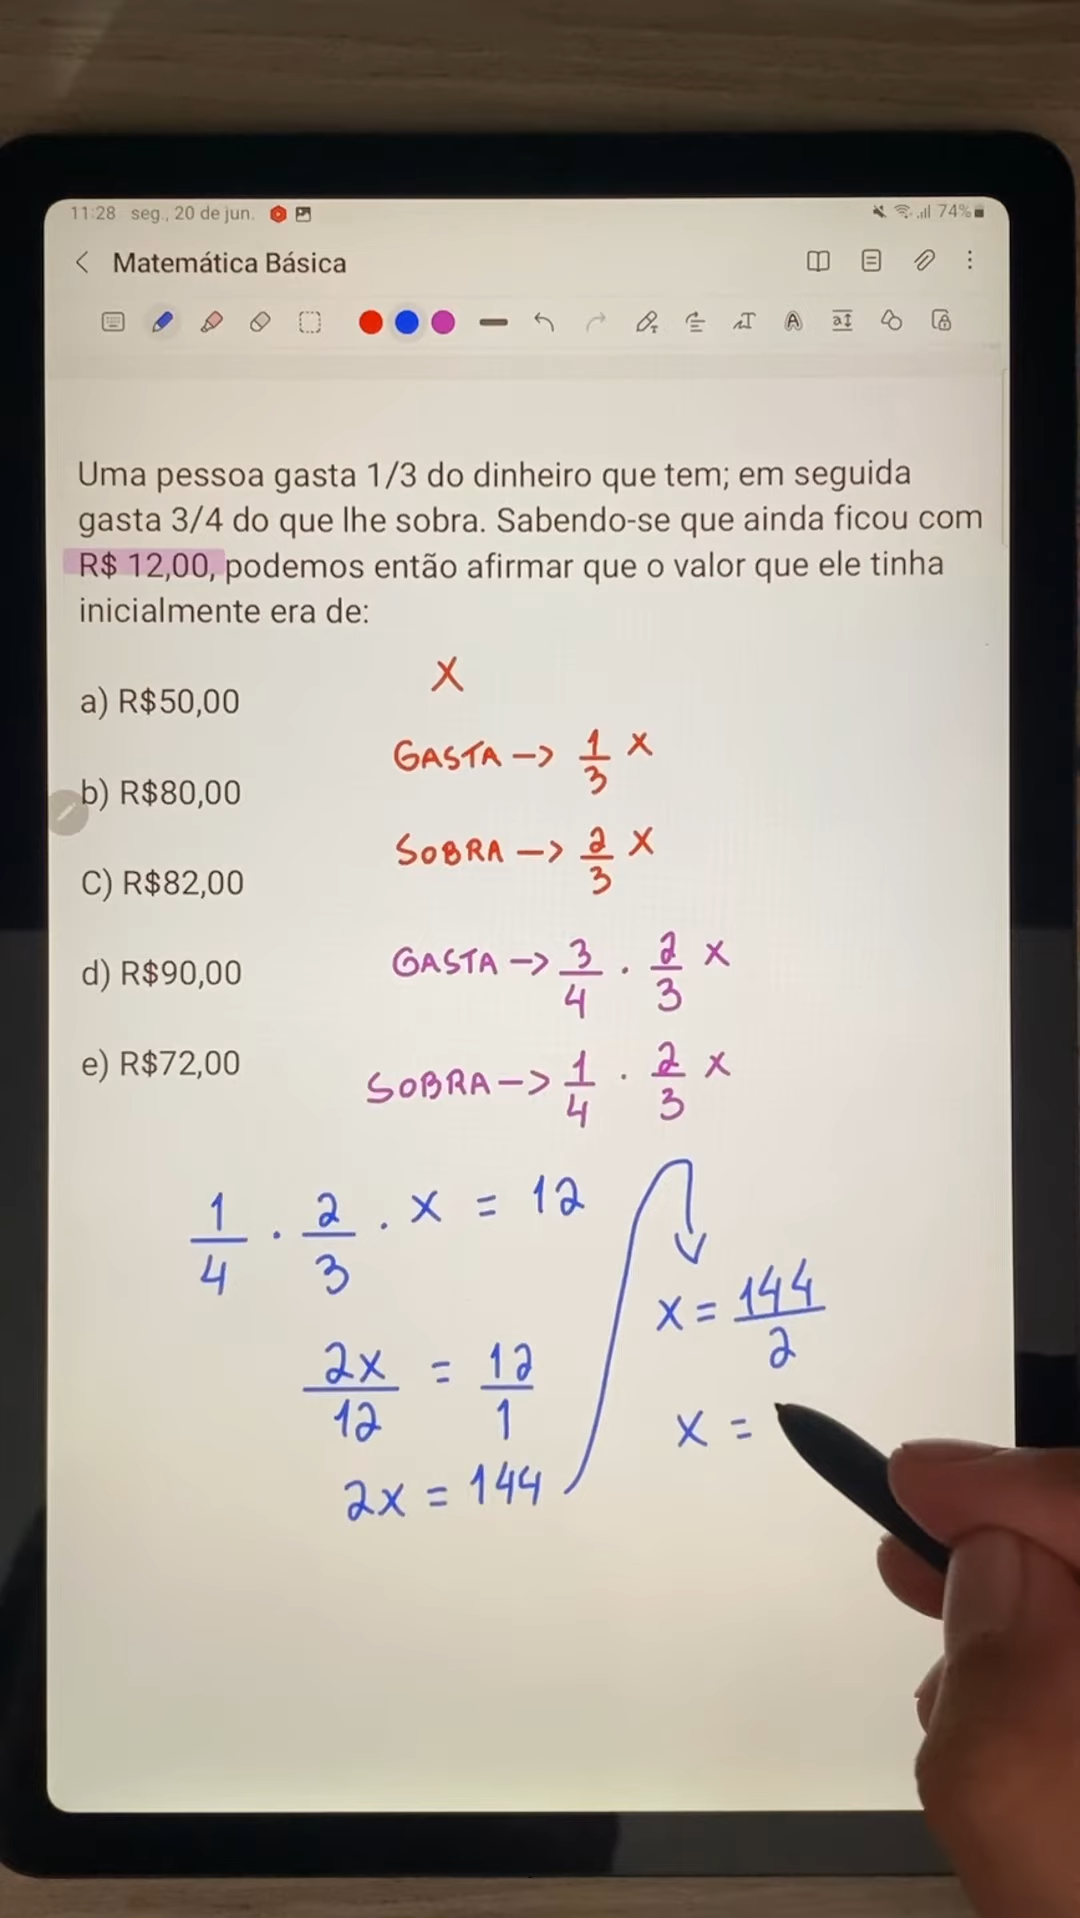 11:28 seg., 20 de jun.
74%
Matemática Básica
Uma pessoa gasta 1/3 do dinheiro que tem; em seguida
gasta 3/4 do que lhe sobra. Sabendo-se que ainda ficou com
R$ 12,00, podemos então afirmar que o valor que ele tinha
inicialmente era de:
a) R$50,00
b) R$80,00
C) R$82,00
d) R$90,00
e) R$72,00
X
GASTA -> 1/3 X
SOBRA -> 2/3 X
GASTA -> 3/4 . 2/3 X
SOBRA -> 1/4 . 2/3 X
1/4 . 2/3 . X = 12
2X/12 = 12/1
2X = 144
X = 144/2
X =